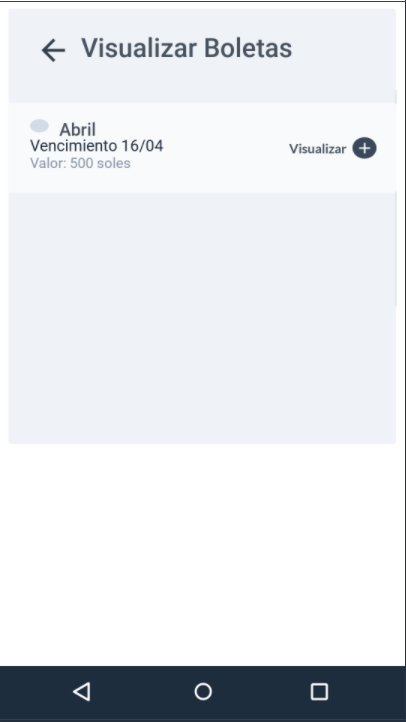 Visualizar Boletas
Abril
Vencimiento 16/04
Visualizar
Valor: 500 soles